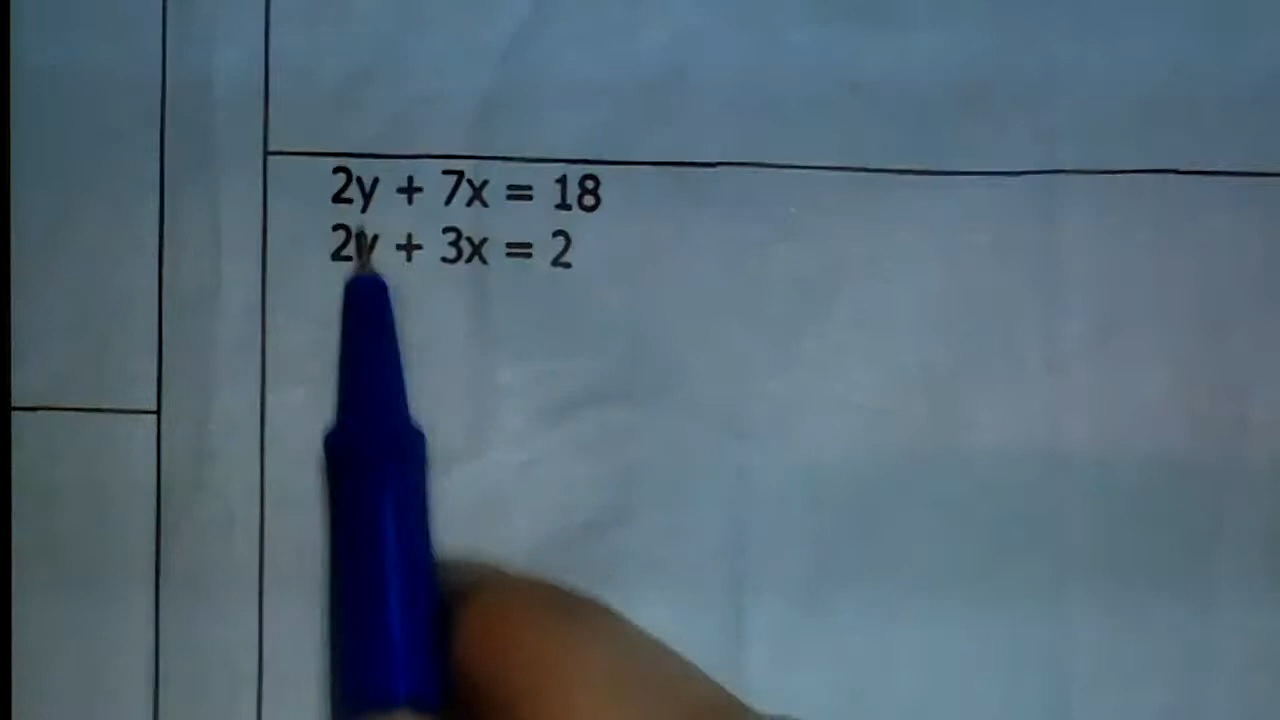 2y + 7x = 18
2y + 3x = 2